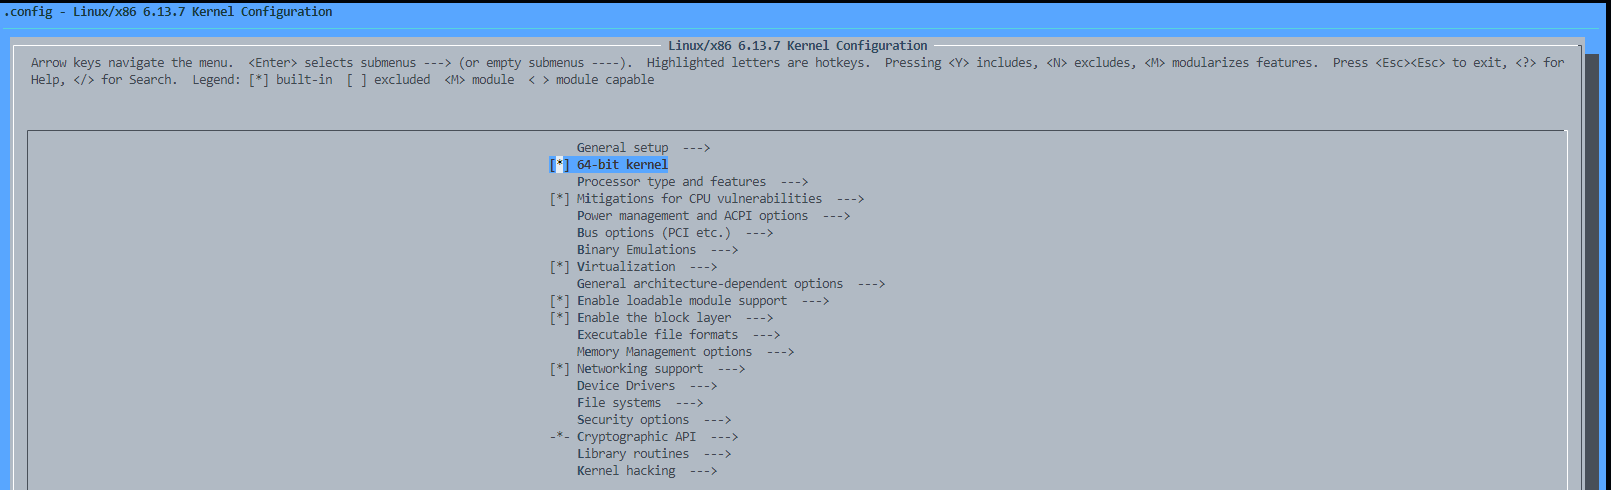 .config - Linux/x86 6.13.7 Kernel Configuration
Linux/x86 6.13.7 Kernel Configuration
Arrow keys navigate the menu.  <Enter> selects submenus ---> (or empty submenus ----).  Highlighted letters are hotkeys.  Pressing <Y> includes, <N> excludes, <M> modularizes features.  Press <Esc><Esc> to exit, <?> for
Help, </> for Search.  Legend: [*] built-in  [ ] excluded  <M> module  < > module capable
General setup  --->
[*] 64-bit kernel
Processor type and features  --->
[*] Mitigations for CPU vulnerabilities  --->
Power management and ACPI options  --->
Bus options (PCI etc.)  --->
Binary Emulations  --->
[*] Virtualization  --->
General architecture-dependent options  --->
[*] Enable loadable module support  --->
[*] Enable the block layer  --->
Executable file formats  --->
Memory Management options  --->
[*] Networking support  --->
Device Drivers  --->
File systems  --->
Security options  --->
-*- Cryptographic API  --->
Library routines  --->
Kernel hacking  --->